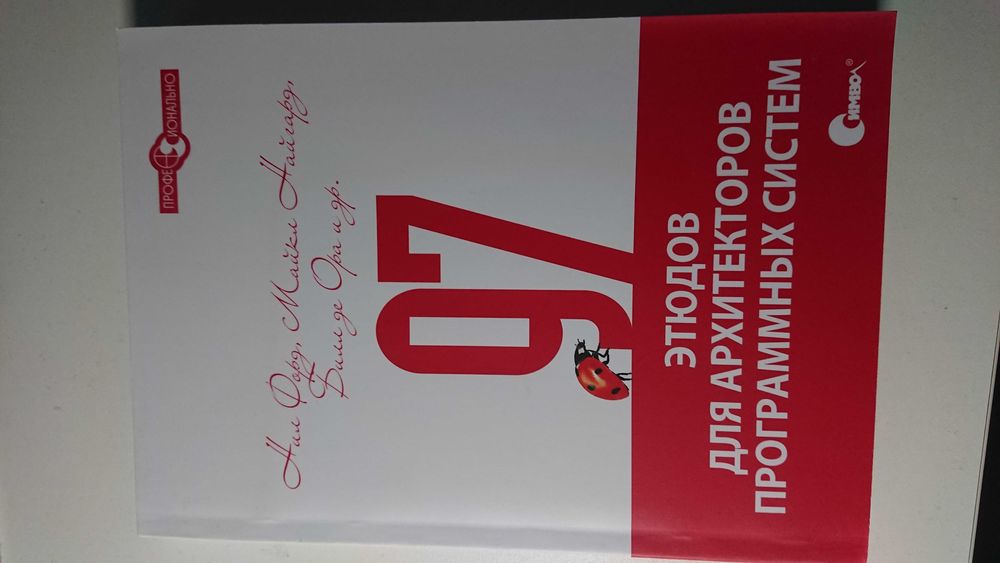 ПРОФЕССИОНАЛЬНО
Нил Форд, Майкл Найгард,
Билл де Ора и др.
97
ЭТЮДОВ
ДЛЯ АРХИТЕКТОРОВ
ПРОГРАММНЫХ СИСТЕМ
СИМВОЛ®